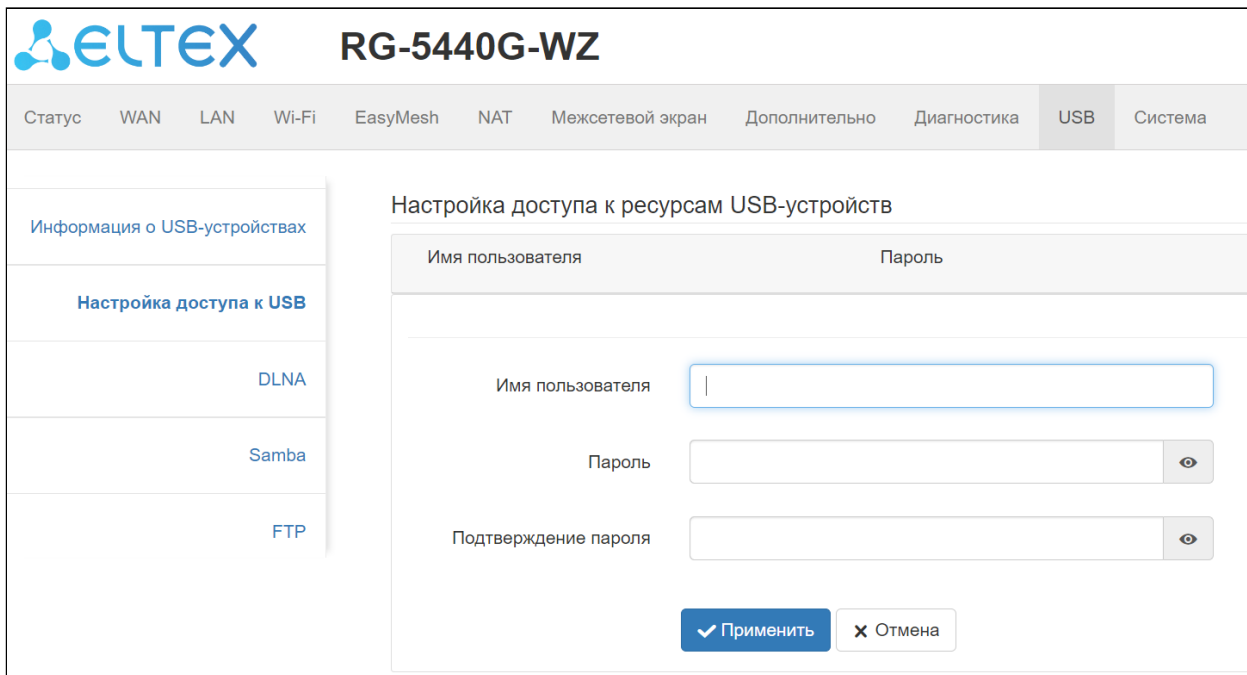 ELTEX RG-5440G-WZ
Статус WAN LAN Wi-Fi EasyMesh NAT Межсетевой экран Дополнительно Диагностика USB Система
Информация о USB-устройствах
Настройка доступа к USB
DLNA
Samba
FTP
Настройка доступа к ресурсам USB-устройств
Имя пользователя Пароль
Имя пользователя
Пароль
Подтверждение пароля
Применить Отмена